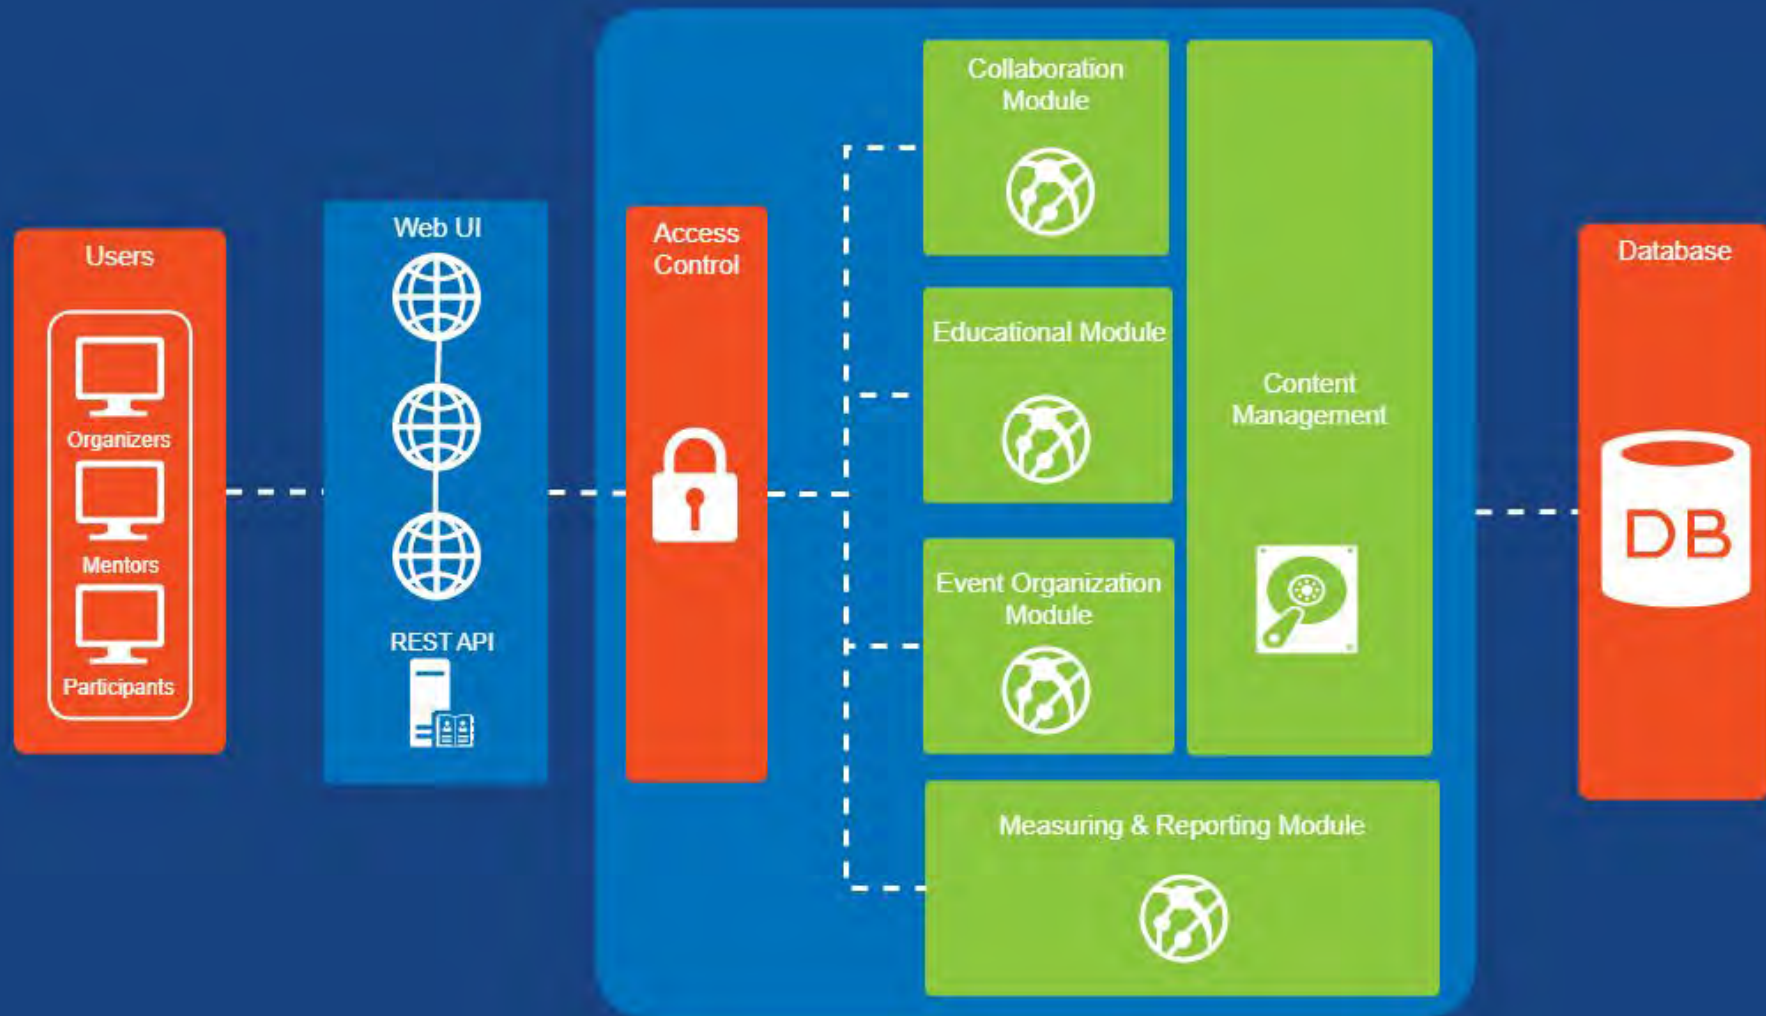 Users
Organizers
Mentors
Participants
Web UI
REST API
Access
Control
Collaboration
Module
Educational Module
Event Organization
Module
Content
Management
Measuring & Reporting Module
Database
DB